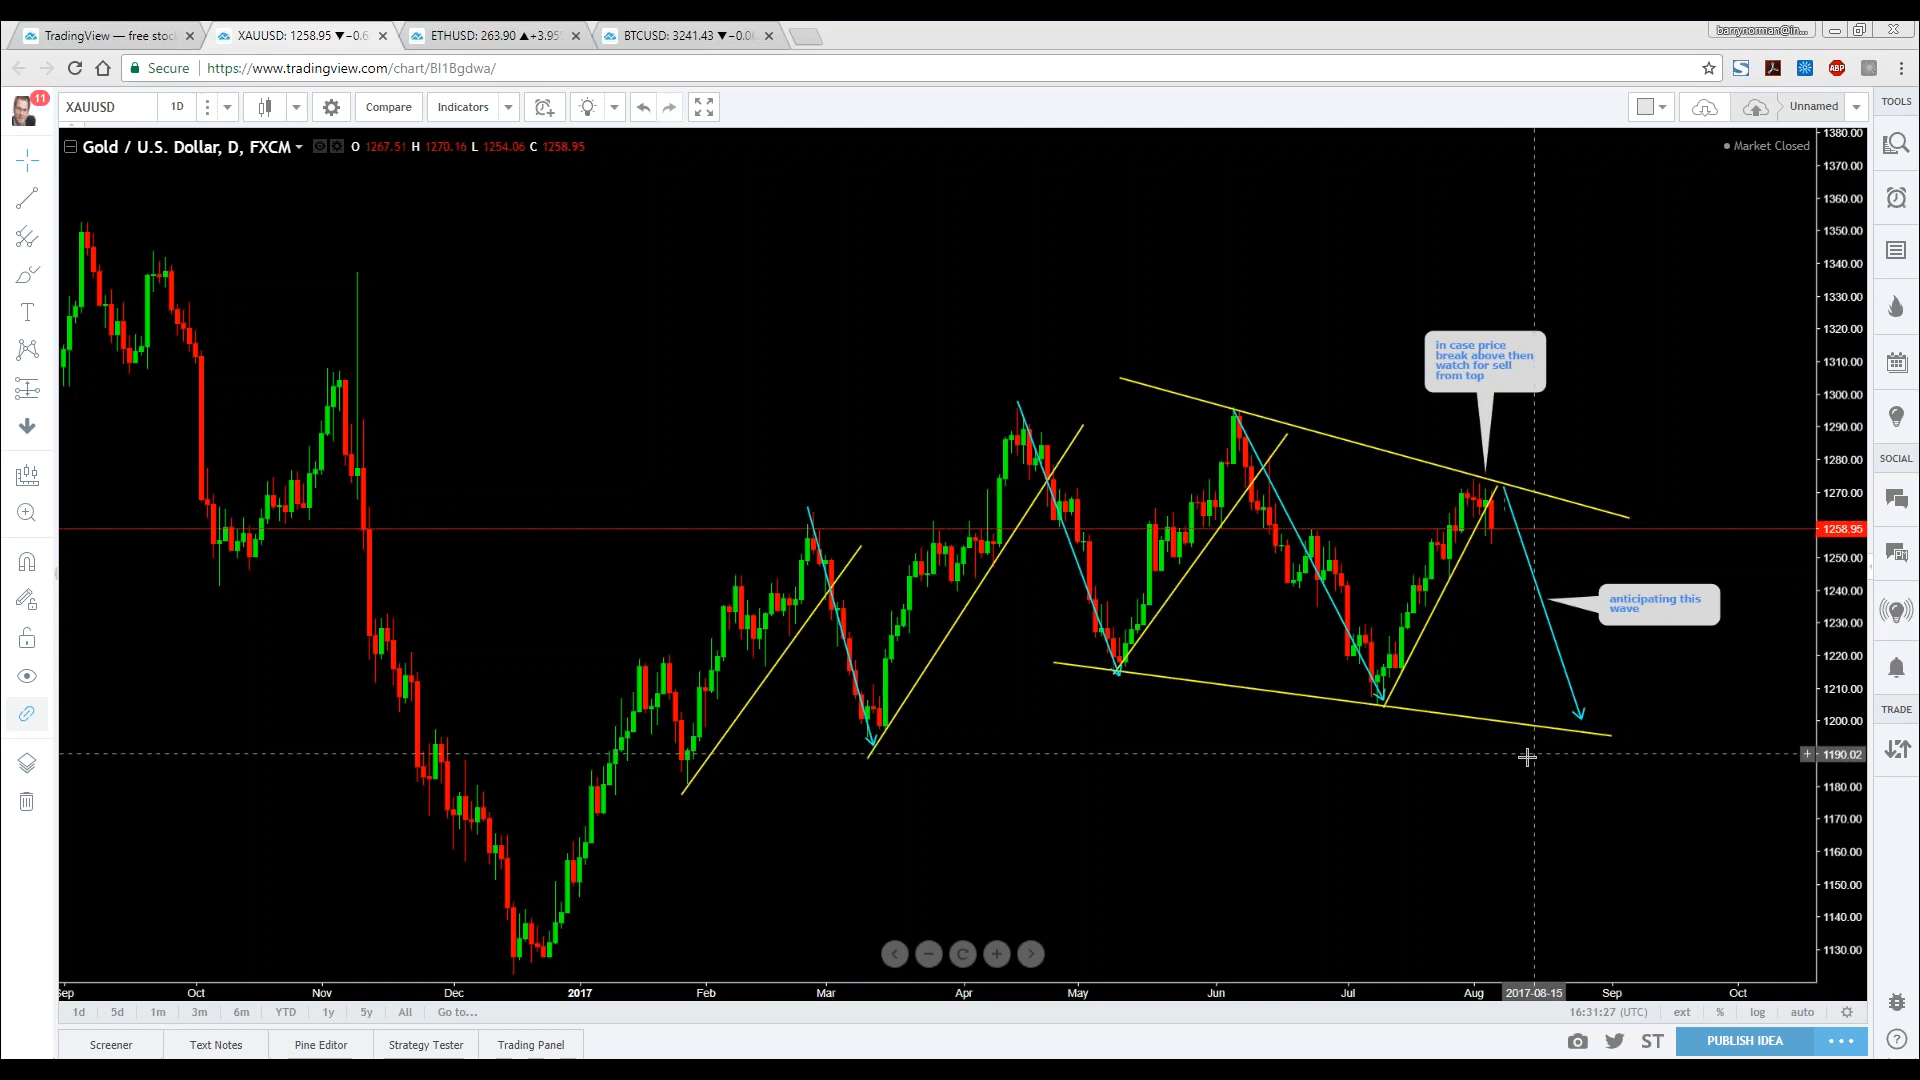 TradingView — free stoc
XAUUSD: 1258.95 ▼−0.6
ETHUSD: 263.90 ▲+3.95
BTCUSD: 3241.43 ▼−0.0
barrynorman@in...
Secure
https://www.tradingview.com/chart/BI1Bgdwa/
ABP
11
XAUUSD
1D
Compare
Indicators
Unnamed
TOOLS
Gold / U.S. Dollar, D, FXCM
O 1267.51 H 1270.16 L 1254.06 C 1258.95
Market Closed
1380.00
1370.00
1360.00
1350.00
1340.00
1330.00
1320.00
1310.00
1300.00
1290.00
1280.00
1270.00
1258.95
1250.00
1240.00
1230.00
1220.00
1210.00
1200.00
1190.02
1180.00
1170.00
1160.00
1150.00
1140.00
1130.00
in case price
break above then
watch for sell
from top
anticipating this
wave
SOCIAL
TRADE
Sep
Oct
Nov
Dec
2017
Feb
Mar
Apr
May
Jun
Jul
Aug
2017-08-15
Sep
Oct
1d
5d
1m
3m
6m
YTD
1y
5y
All
Go to...
16:31:27 (UTC)
ext
%
log
auto
Screener
Text Notes
Pine Editor
Strategy Tester
Trading Panel
ST
PUBLISH IDEA